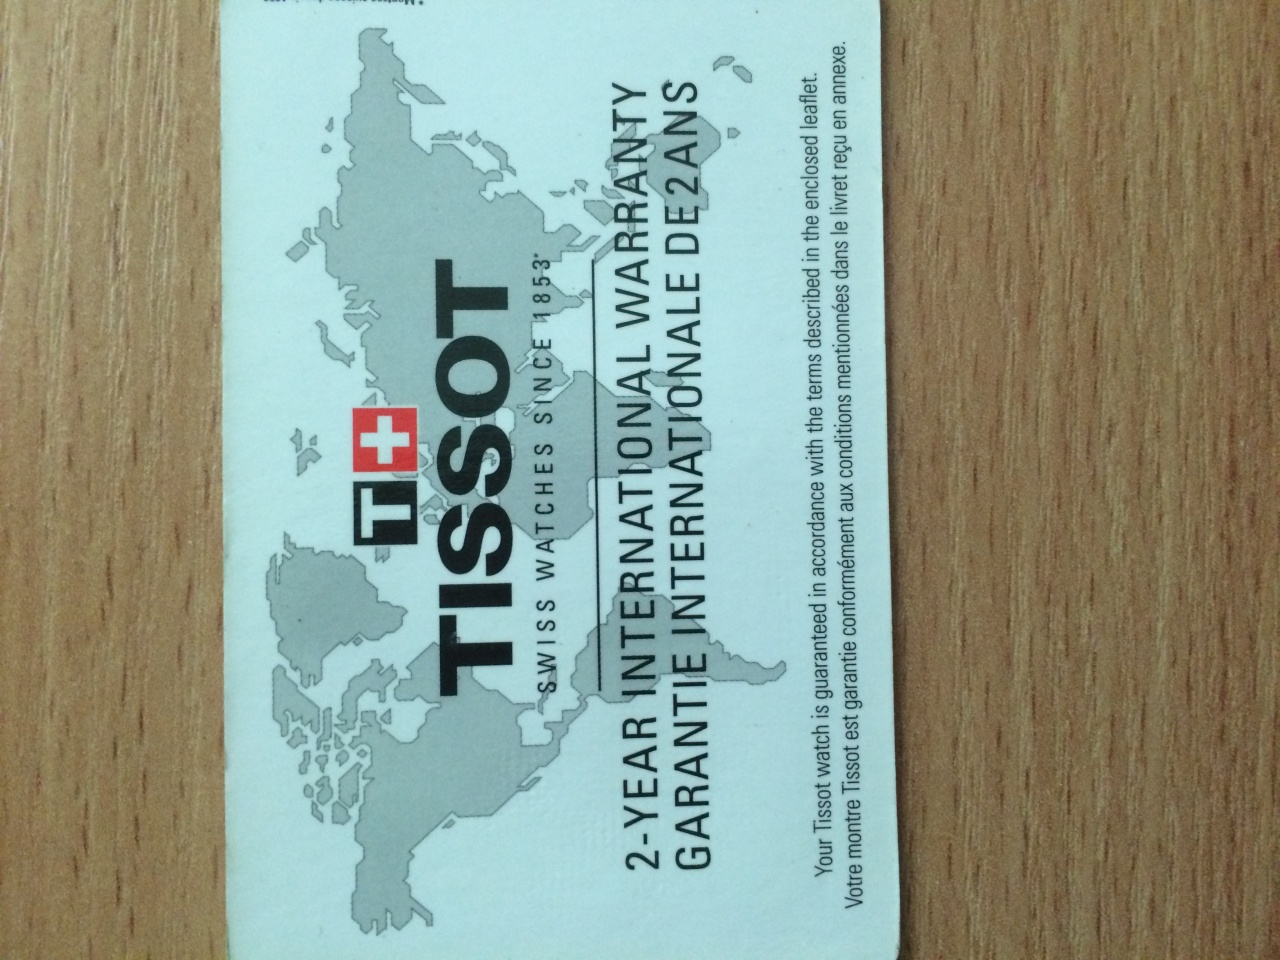 T
TISSOT
SWISS WATCHES SINCE 1853*
2-YEAR INTERNATIONAL WARRANTY
GARANTIE INTERNATIONALE DE 2 ANS
Your Tissot watch is guaranteed in accordance with the terms described in the enclosed leaflet.
Votre montre Tissot est garantie conformément aux conditions mentionnées dans le livret reçu en annexe.